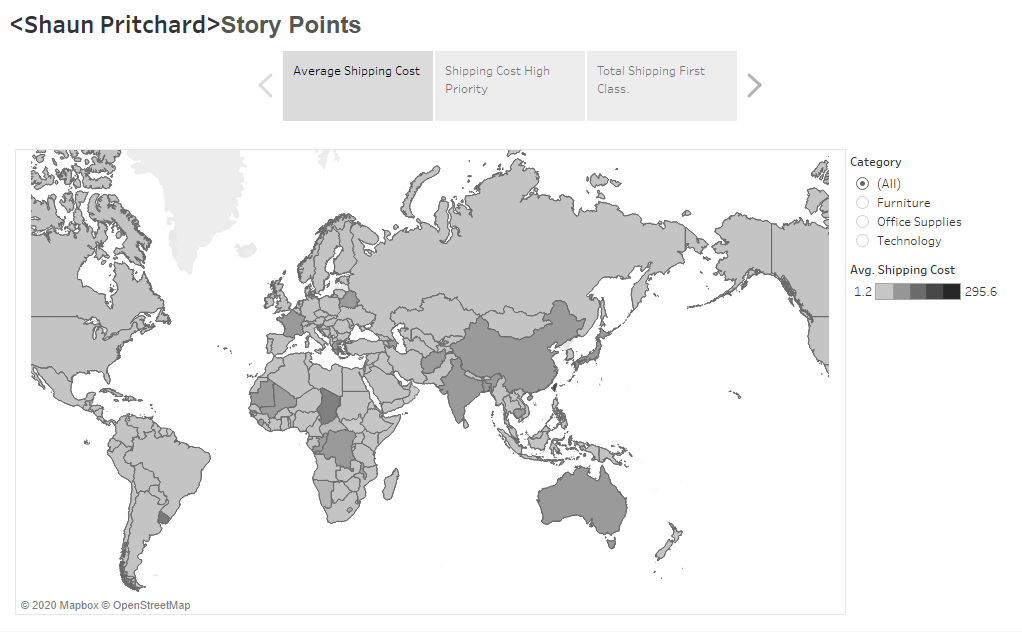 <Shaun Pritchard>Story Points
Average Shipping Cost
Shipping Cost High
Priority
Total Shipping First
Class.
Category
(All)
Furniture
Office Supplies
Technology
Avg. Shipping Cost
1.2 295.6
© 2020 Mapbox © OpenStreetMap